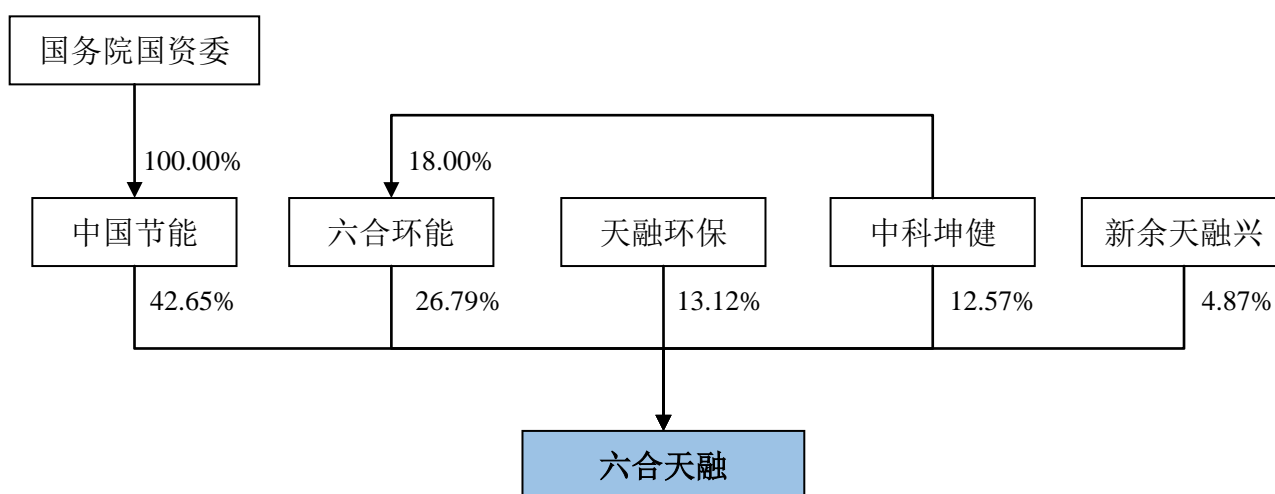 国务院国资委
100.00%
18.00%
中国节能
六合环能
天融环保
中科坤健
新余天融兴
42.65%
26.79%
13.12%
12.57%
4.87%
六合天融